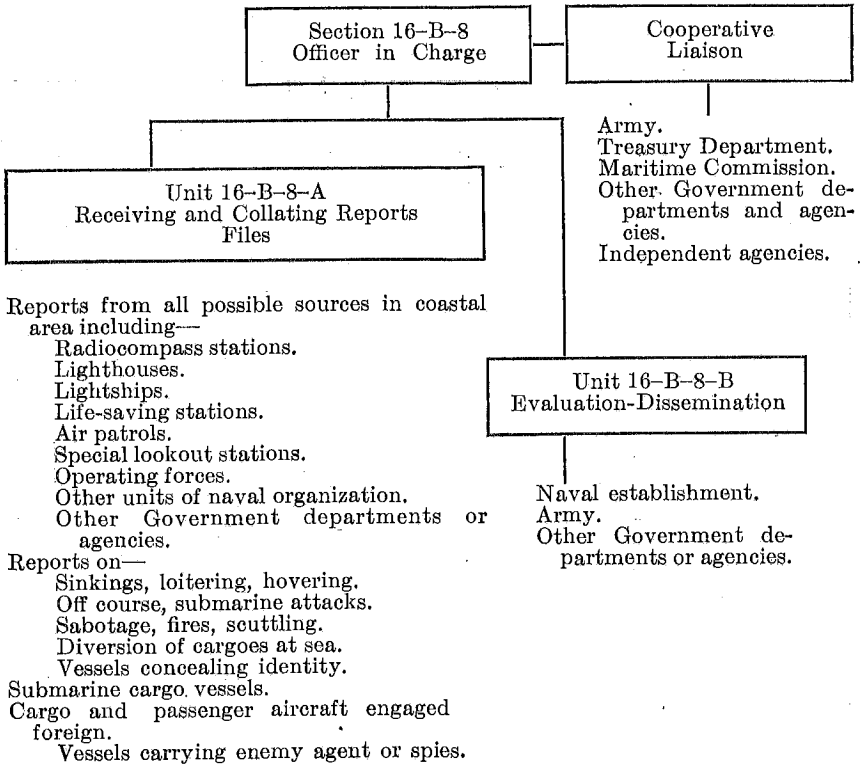 Section 16-B-8
Officer in Charge
Cooperative
Liaison
Army.
Treasury Department.
Maritime Commission.
Other Government de-
partments and agen-
cies.
Independent agencies.
Unit 16-B-8-A
Receiving and Collating Reports
Files
Reports from all possible sources in coastal
area including—
Radiocompass stations.
Lighthouses.
Lightships.
Life-saving stations.
Air patrols.
Special lookout stations.
Operating forces.
Other units of naval organization.
Other Government departments or
agencies.
Reports on—
Sinkings, loitering, hovering.
Off course, submarine attacks.
Sabotage, fires, scuttling.
Diversion of cargoes at sea.
Vessels concealing identity.
Submarine cargo vessels.
Cargo and passenger aircraft engaged
foreign.
Vessels carrying enemy agent or spies.
Unit 16-B-8-B
Evaluation-Dissemination
Naval establishment.
Army.
Other Government de-
partments or agencies.